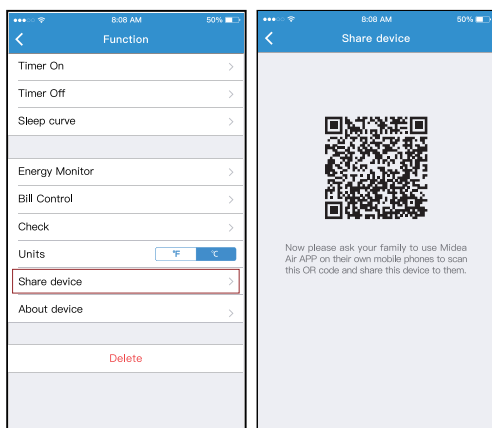 8:08 AM
50%
Function
Timer On
Timer Off
Sleep curve
Energy Monitor
Bill Control
Check
Units
°F
°C
Share device
About device
Delete
8:08 AM
50%
Share device
Now please ask your family to use Midea
Air APP on their own mobile phones to scan
this OR code and share this device to them.